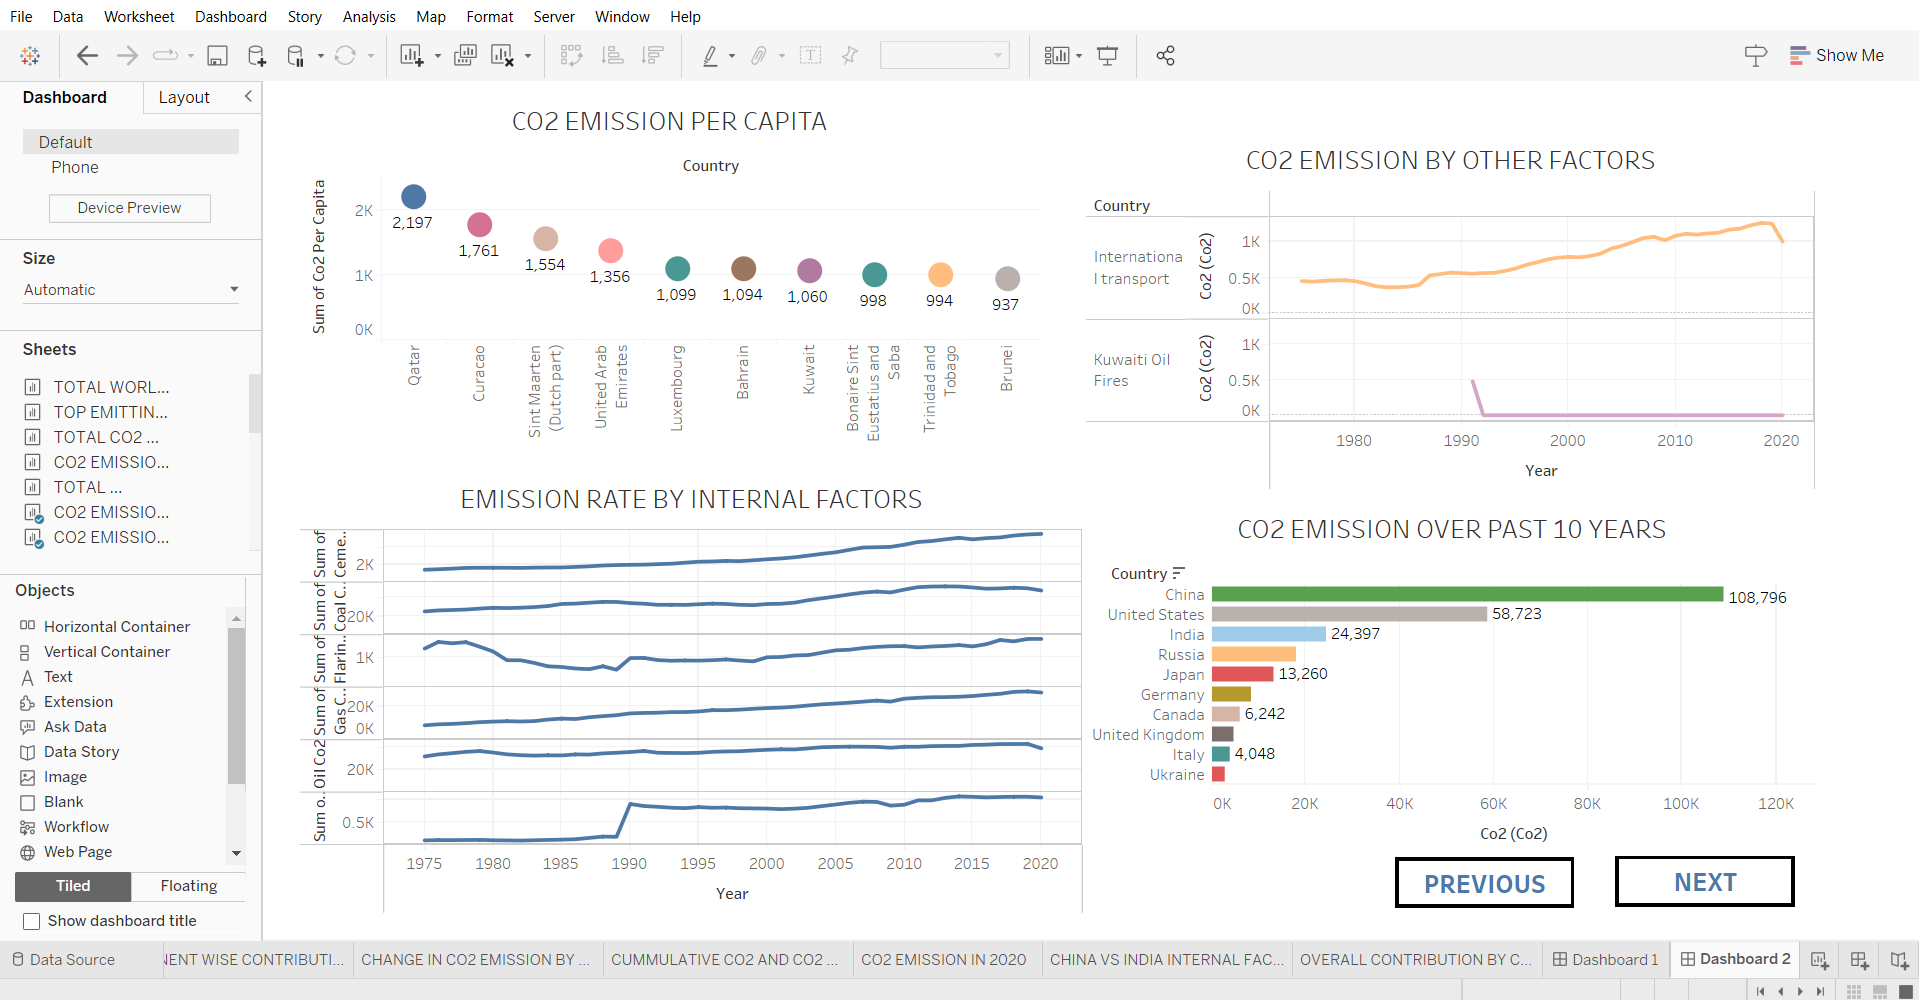 File Data Worksheet Dashboard Story Analysis Map Format Server Window Help
Show Me
Dashboard Layout
Default
Phone
Device Preview
Size
Automatic
Sheets
TOTAL WORL...
TOP EMITTIN...
TOTAL CO2 ...
CO2 EMISSIO...
TOTAL ...
CO2 EMISSIO...
CO2 EMISSIO...
Objects
Horizontal Container
Vertical Container
Text
Extension
Ask Data
Data Story
Image
Blank
Workflow
Web Page
Tiled Floating
Show dashboard title
CO2 EMISSION PER CAPITA
Country
Sum of Co2 Per Capita
2K
1K
0K
2,197
1,761
1,554
1,356
1,099
1,094
1,060
998
994
937
Qatar
Curacao
Sint Maarten
(Dutch part)
United Arab
Emirates
Luxembourg
Bahrain
Kuwait
Bonaire Sint
Eustatius and
Saba
Trinidad and
Tobago
Brunei
CO2 EMISSION BY OTHER FACTORS
Country
Internationa
l transport
Co2 (Co2)
1K
0.5K
0K
Kuwaiti Oil
Fires
Co2 (Co2)
1K
0.5K
0K
1980 1990 2000 2010 2020
Year
EMISSION RATE BY INTERNAL FACTORS
Sum of
Ceme..
2K
Sum of
Coal C..
20K
Sum of
Flarin..
1K
Sum of
Gas C..
20K
0K
Oil Co2
20K
Sum o..
0.5K
1975 1980 1985 1990 1995 2000 2005 2010 2015 2020
Year
CO2 EMISSION OVER PAST 10 YEARS
Country
China 108,796
United States 58,723
India 24,397
Russia
Japan 13,260
Germany
Canada 6,242
United Kingdom
Italy 4,048
Ukraine
0K 20K 40K 60K 80K 100K 120K
Co2 (Co2)
PREVIOUS NEXT
Data Source
NENT WISE CONTRIBUTI...
CHANGE IN CO2 EMISSION BY ...
CUMMULATIVE CO2 AND CO2 ...
CO2 EMISSION IN 2020
CHINA VS INDIA INTERNAL FAC...
OVERALL CONTRIBUTION BY C...
Dashboard 1
Dashboard 2